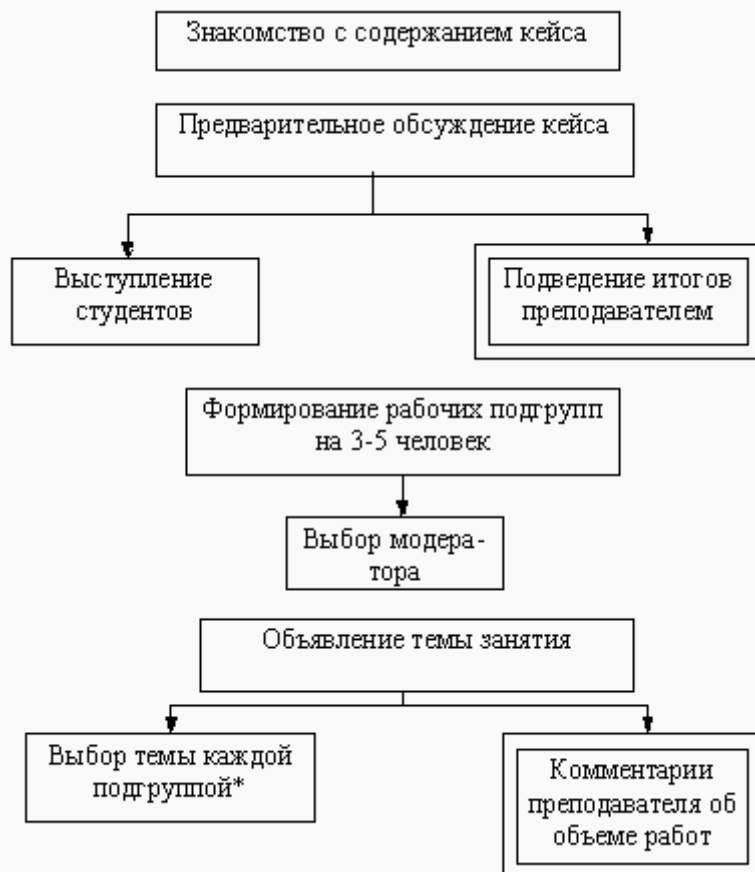 Знакомство с содержанием кейса
Предварительное обсуждение кейса
Выступление
студентов
Подведение итогов
преподавателем
Формирование рабочих подгрупп
на 3-5 человек
Выбор модера-
тора
Объявление темы занятия
Выбор темы каждой
подгруппой*
Комментарии
преподавателя об
объеме работ